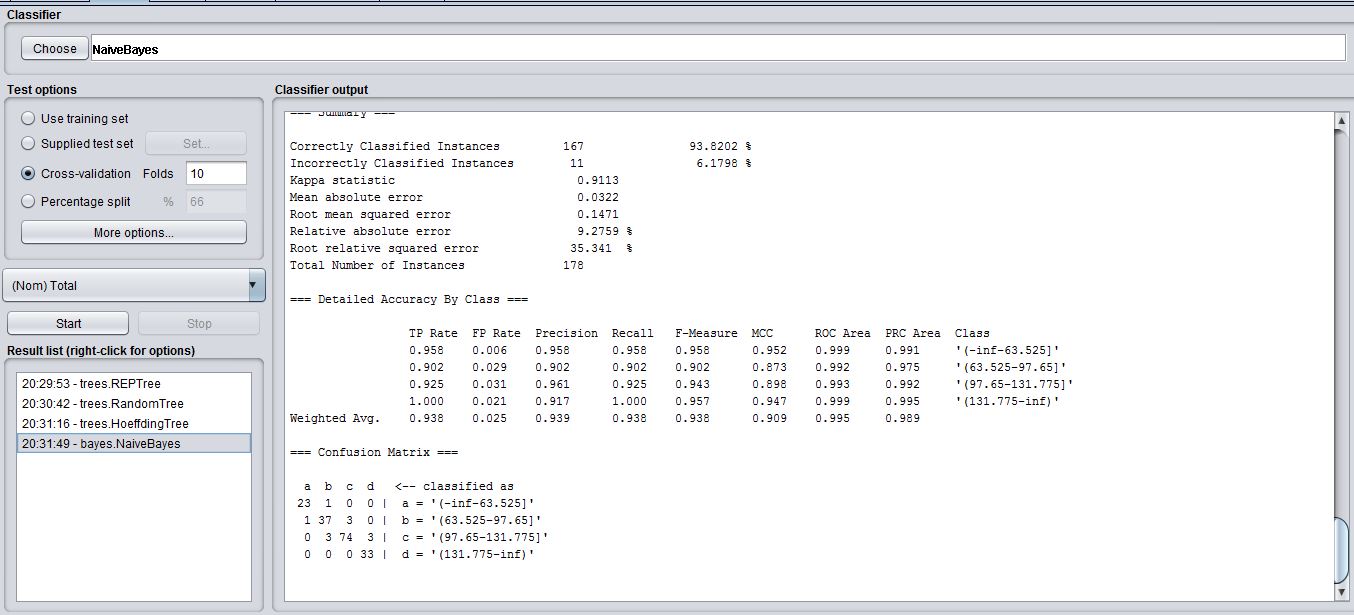 Classifier
Choose NaiveBayes
Test options
Use training set
Supplied test set Set...
Cross-validation Folds 10
Percentage split % 66
More options...
(Nom) Total
Start Stop
Result list (right-click for options)
20:29:53 - trees.REPTree
20:30:42 - trees.RandomTree
20:31:16 - trees.HoeffdingTree
20:31:49 - bayes.NaiveBayes
Classifier output
=== Summary ===
Correctly Classified Instances 167 93.8202 %
Incorrectly Classified Instances 11 6.1798 %
Kappa statistic 0.9113
Mean absolute error 0.0322
Root mean squared error 0.1471
Relative absolute error 9.2759 %
Root relative squared error 35.341 %
Total Number of Instances 178
=== Detailed Accuracy By Class ===
TP Rate FP Rate Precision Recall F-Measure MCC ROC Area PRC Area Class
0.958 0.006 0.958 0.958 0.958 0.952 0.999 0.991 '(-inf-63.525]'
0.902 0.029 0.902 0.902 0.902 0.873 0.992 0.975 '(63.525-97.65]'
0.925 0.031 0.961 0.925 0.943 0.898 0.993 0.992 '(97.65-131.775]'
1.000 0.021 0.917 1.000 0.957 0.947 0.999 0.995 '(131.775-inf)'
Weighted Avg. 0.938 0.025 0.939 0.938 0.938 0.909 0.995 0.989
=== Confusion Matrix ===
a b c d <-- classified as
23 1 0 0 | a = '(-inf-63.525]'
1 37 3 0 | b = '(63.525-97.65]'
0 3 74 3 | c = '(97.65-131.775]'
0 0 0 33 | d = '(131.775-inf)'